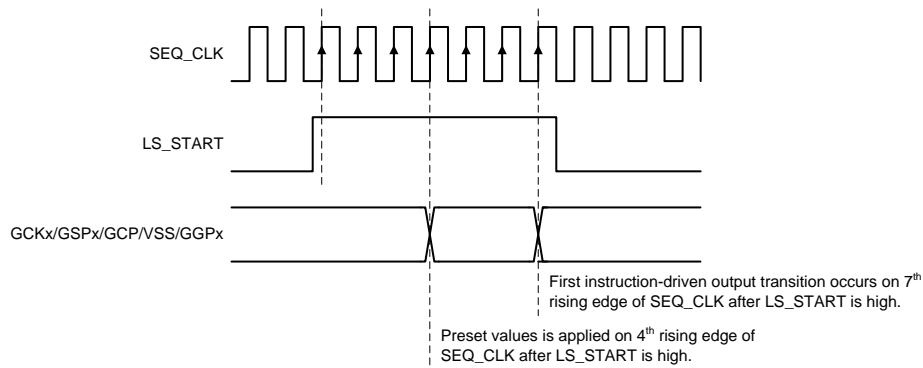 SEQ_CLK
LS_START
GCKx/GSPx/GCP/VSS/GGPx
First instruction-driven output transition occurs on 7th
rising edge of SEQ_CLK after LS_START is high.
Preset values is applied on 4th rising edge of
SEQ_CLK after LS_START is high.